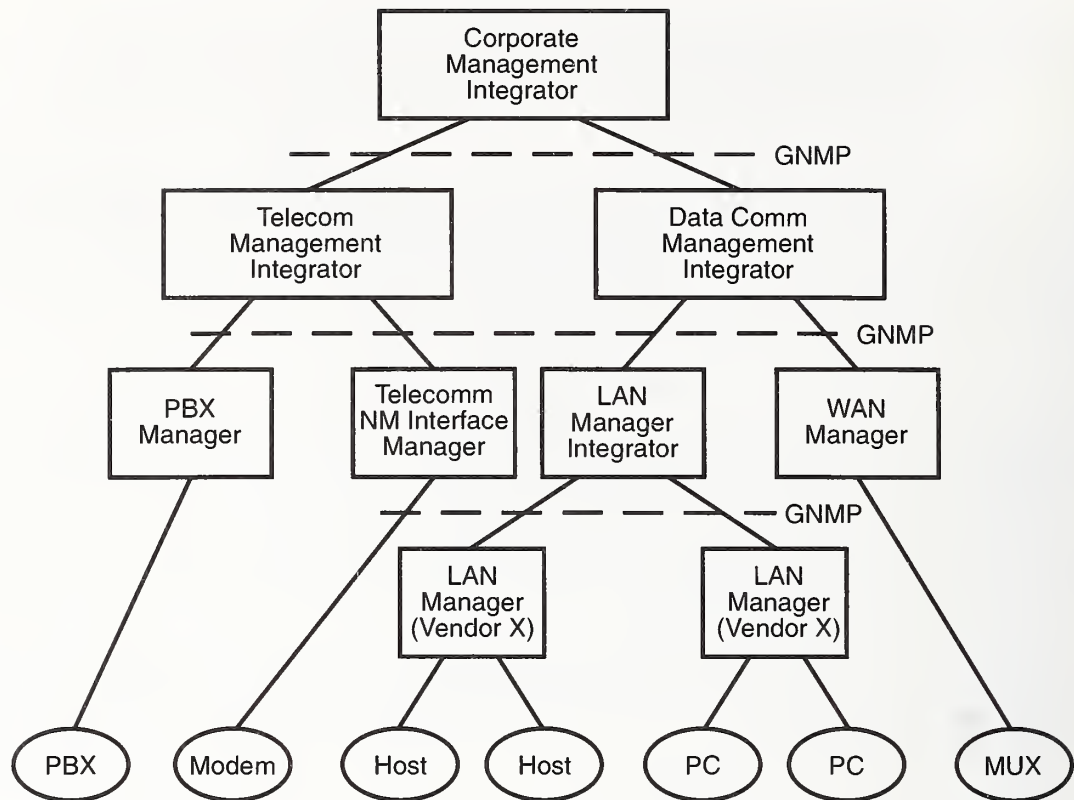 Corporate
Management
Integrator
GNMP
Telecom
Management
Integrator
Data Comm
Management
Integrator
GNMP
PBX
Manager
Telecomm
NM Interface
Manager
LAN
Manager
Integrator
WAN
Manager
GNMP
LAN
Manager
(Vendor X)
LAN
Manager
(Vendor X)
PBX
Modem
Host
Host
PC
PC
MUX